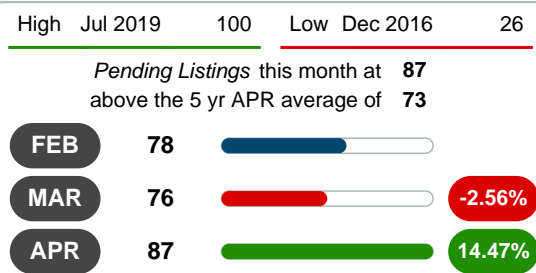 High Jul 2019 100 Low Dec 2016 26
Pending Listings this month at 87
above the 5 yr APR average of 73
FEB 78
MAR 76 -2.56%
APR 87 14.47%